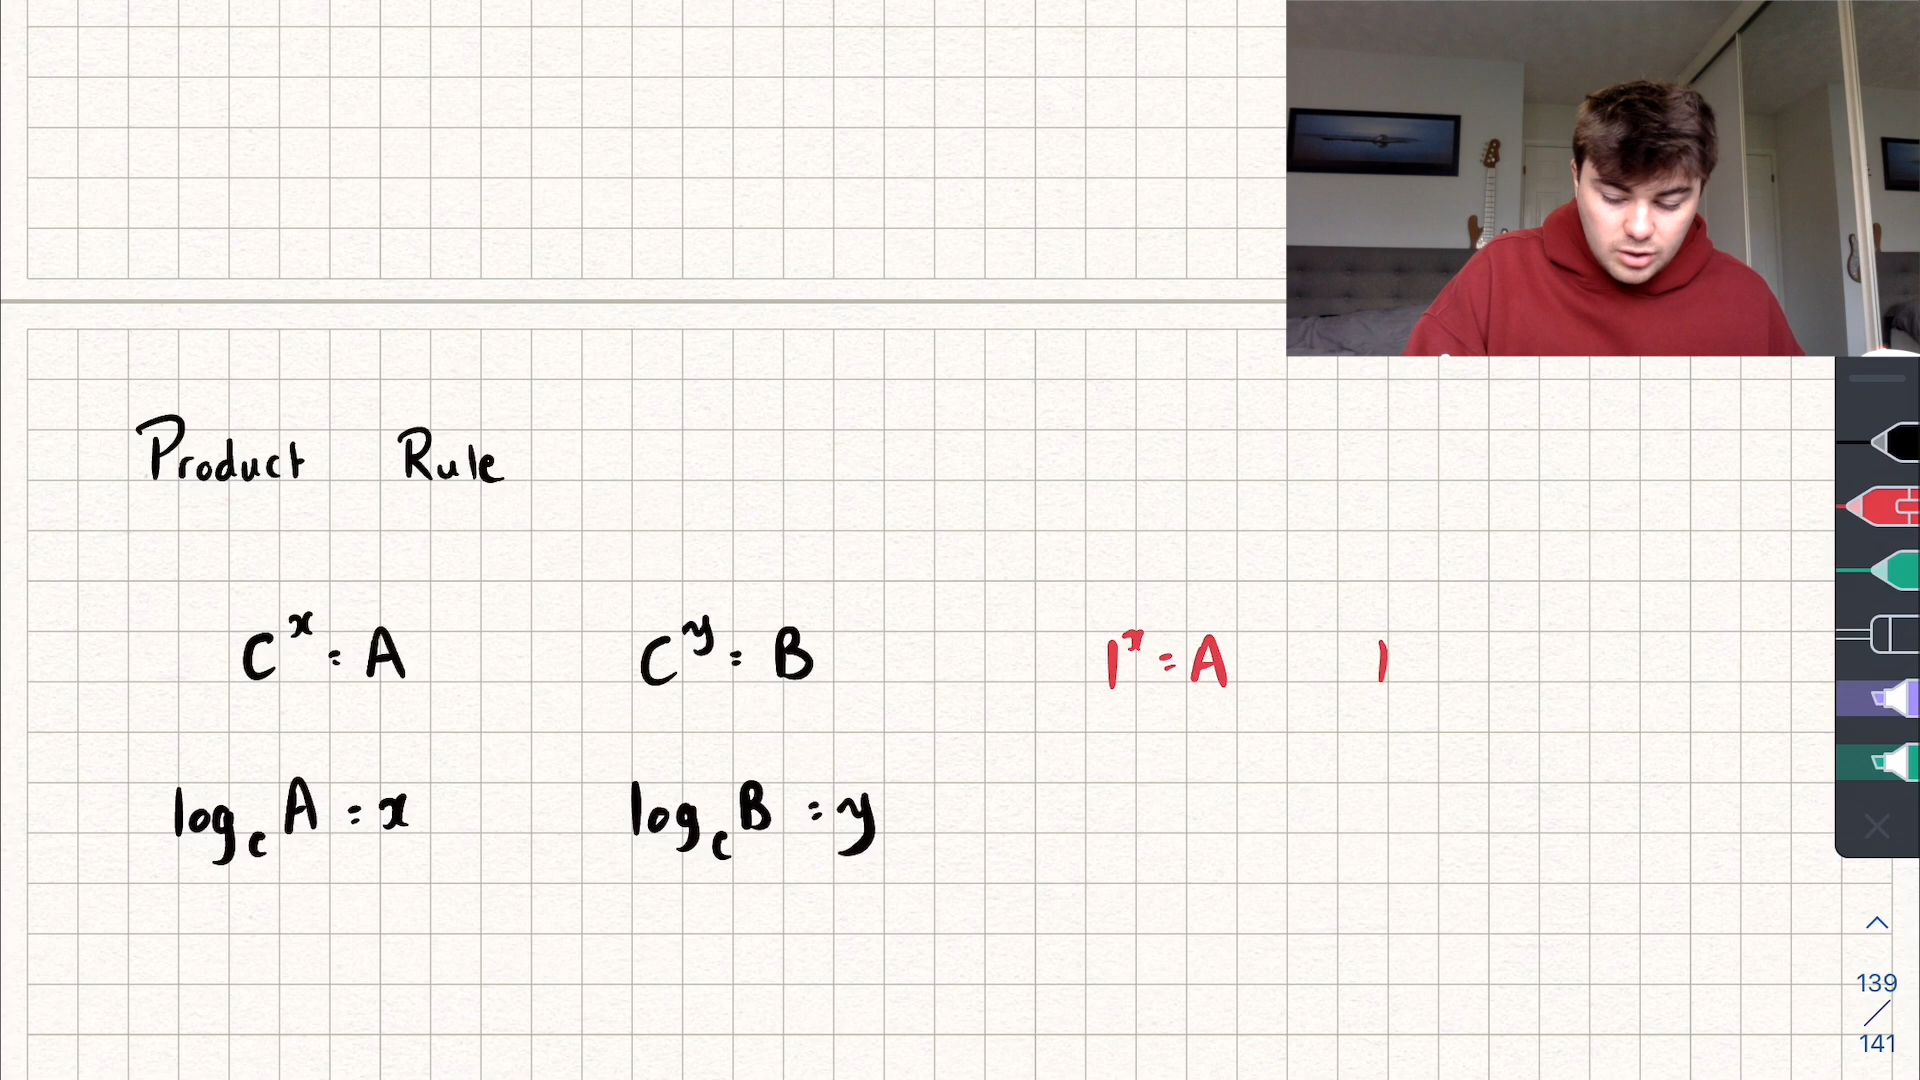 Product Rule
C^x = A C^y = B 1^x = A 1
log_c A = x log_c B = y
139
/
141